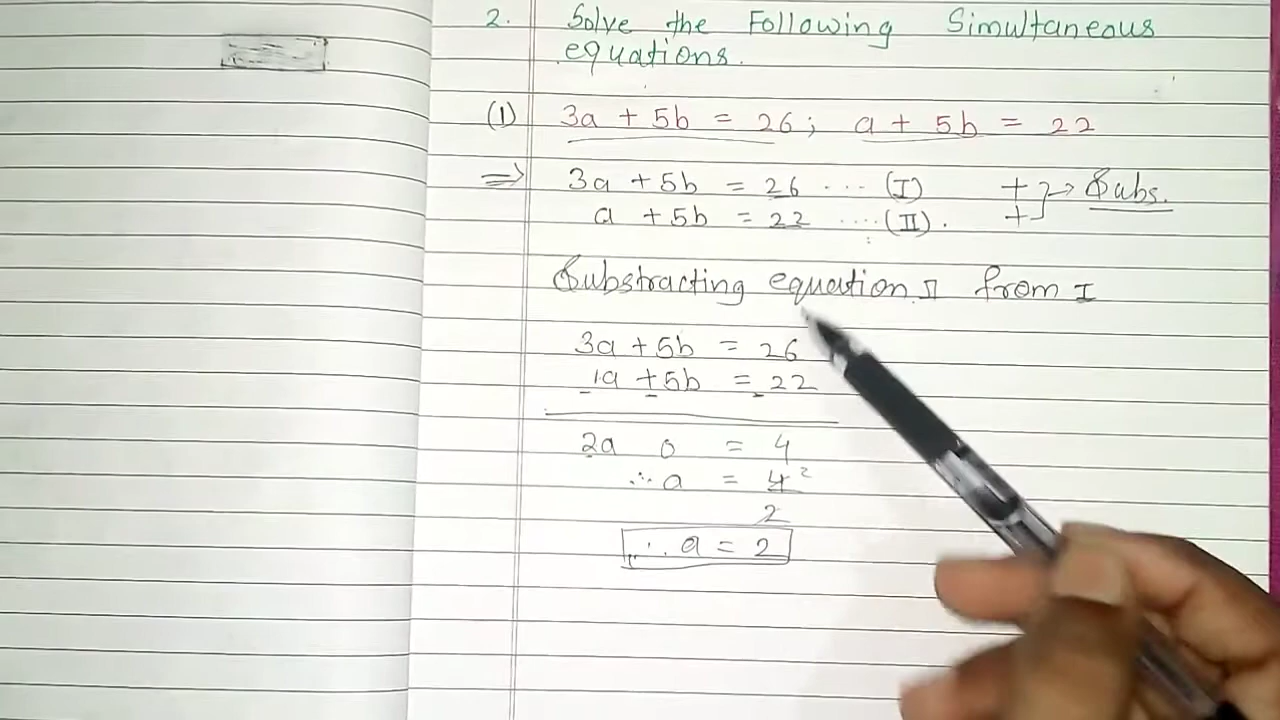 2. Solve the Following Simultaneous
equations.
(1) 3a + 5b = 26; a + 5b = 22
⇒ 3a + 5b = 26 ... (I) + → Subs.
a + 5b = 22 ....(II). +
Substracting equation II from I
3a + 5b = 26
1a + 5b = 22
- - -
2a 0 = 4
∴ a = 4 2
2
∴ a = 2